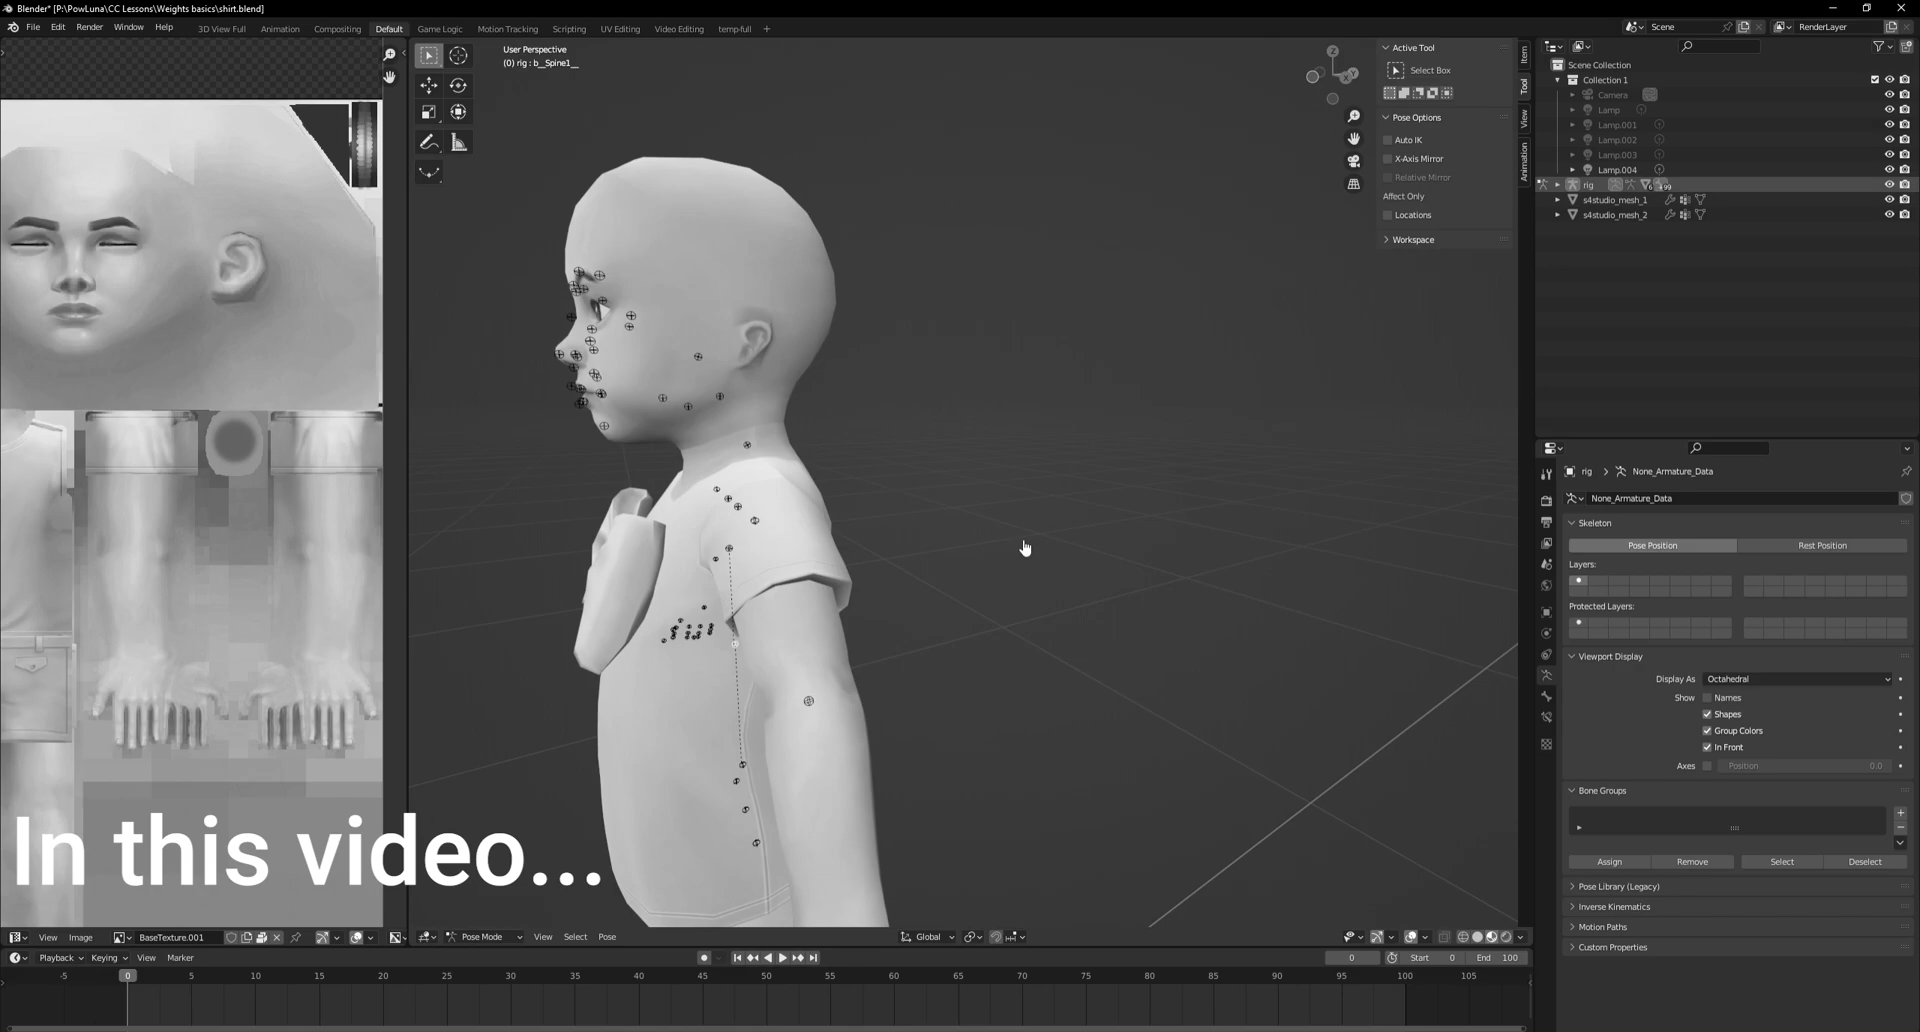 Blender* [P:\PowLuna\CC Lessons\Weights basics\shirt.blend]
File Edit Render Window Help
3D View Full Animation Compositing Default Game Logic Motion Tracking Scripting UV Editing Video Editing temp-full +
Scene
RenderLayer
User Perspective
(0) rig : b__Spine1__
Active Tool
Select Box
Pose Options
Auto IK
X-Axis Mirror
Relative Mirror
Affect Only
Locations
Workspace
Item
Tool
View
Animation
Z
Y
Scene Collection
Collection 1
Camera
Lamp
Lamp.001
Lamp.002
Lamp.003
Lamp.004
rig
s4studio_mesh_1
s4studio_mesh_2
rig > None_Armature_Data
None_Armature_Data
Skeleton
Pose Position Rest Position
Layers:
Protected Layers:
Viewport Display
Display As Octahedral
Show Names
Shapes
Group Colors
In Front
Axes Position 0.0
Bone Groups
Assign Remove Select Deselect
Pose Library (Legacy)
Inverse Kinematics
Motion Paths
Custom Properties
In this video...
View Image BaseTexture.001
Pose Mode View Select Pose Global
Playback Keying View Marker
0 Start 0 End 100
-5 0 5 10 15 20 25 30 35 40 45 50 55 60 65 70 75 80 85 90 95 100 105